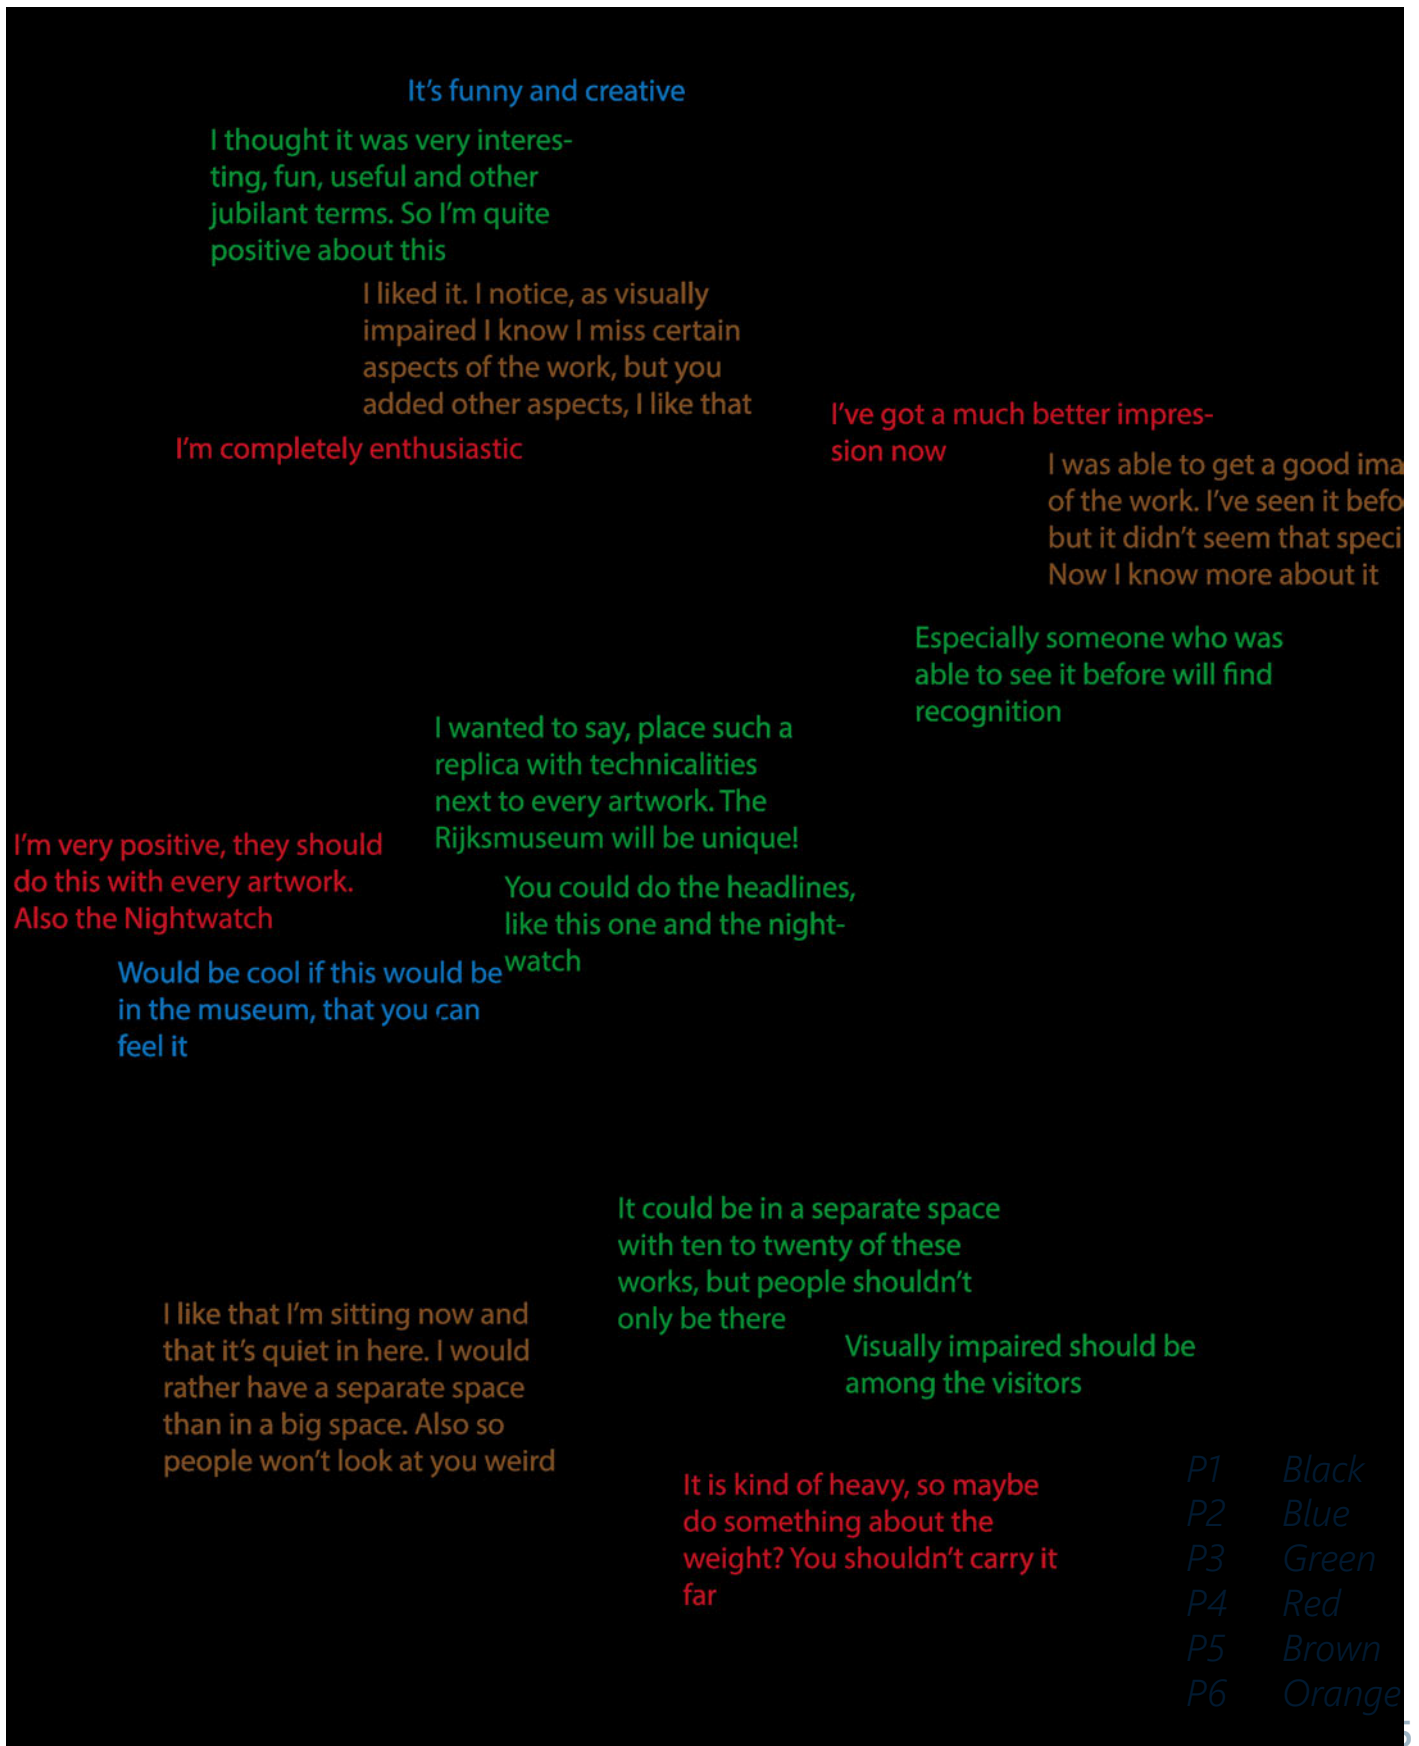 It’s funny and creative
I thought it was very interes-
ting, fun, useful and other
jubilant terms. So I’m quite
positive about this
I liked it. I notice, as visually
impaired I know I miss certain
aspects of the work, but you
added other aspects, I like that
I’m completely enthusiastic
I’ve got a much better impres-
sion now
I was able to get a good ima
of the work. I’ve seen it befo
but it didn’t seem that speci
Now I know more about it
Especially someone who was
able to see it before will find
recognition
I wanted to say, place such a
replica with technicalities
next to every artwork. The
Rijksmuseum will be unique!
I’m very positive, they should
do this with every artwork.
Also the Nightwatch
You could do the headlines,
like this one and the night-
watch
Would be cool if this would be
in the museum, that you can
feel it
It could be in a separate space
with ten to twenty of these
works, but people shouldn’t
only be there
I like that I’m sitting now and
that it’s quiet in here. I would
rather have a separate space
than in a big space. Also so
people won’t look at you weird
Visually impaired should be
among the visitors
It is kind of heavy, so maybe
do something about the
weight? You shouldn’t carry it
far
P1 Black
P2 Blue
P3 Green
P4 Red
P5 Brown
P6 Orange